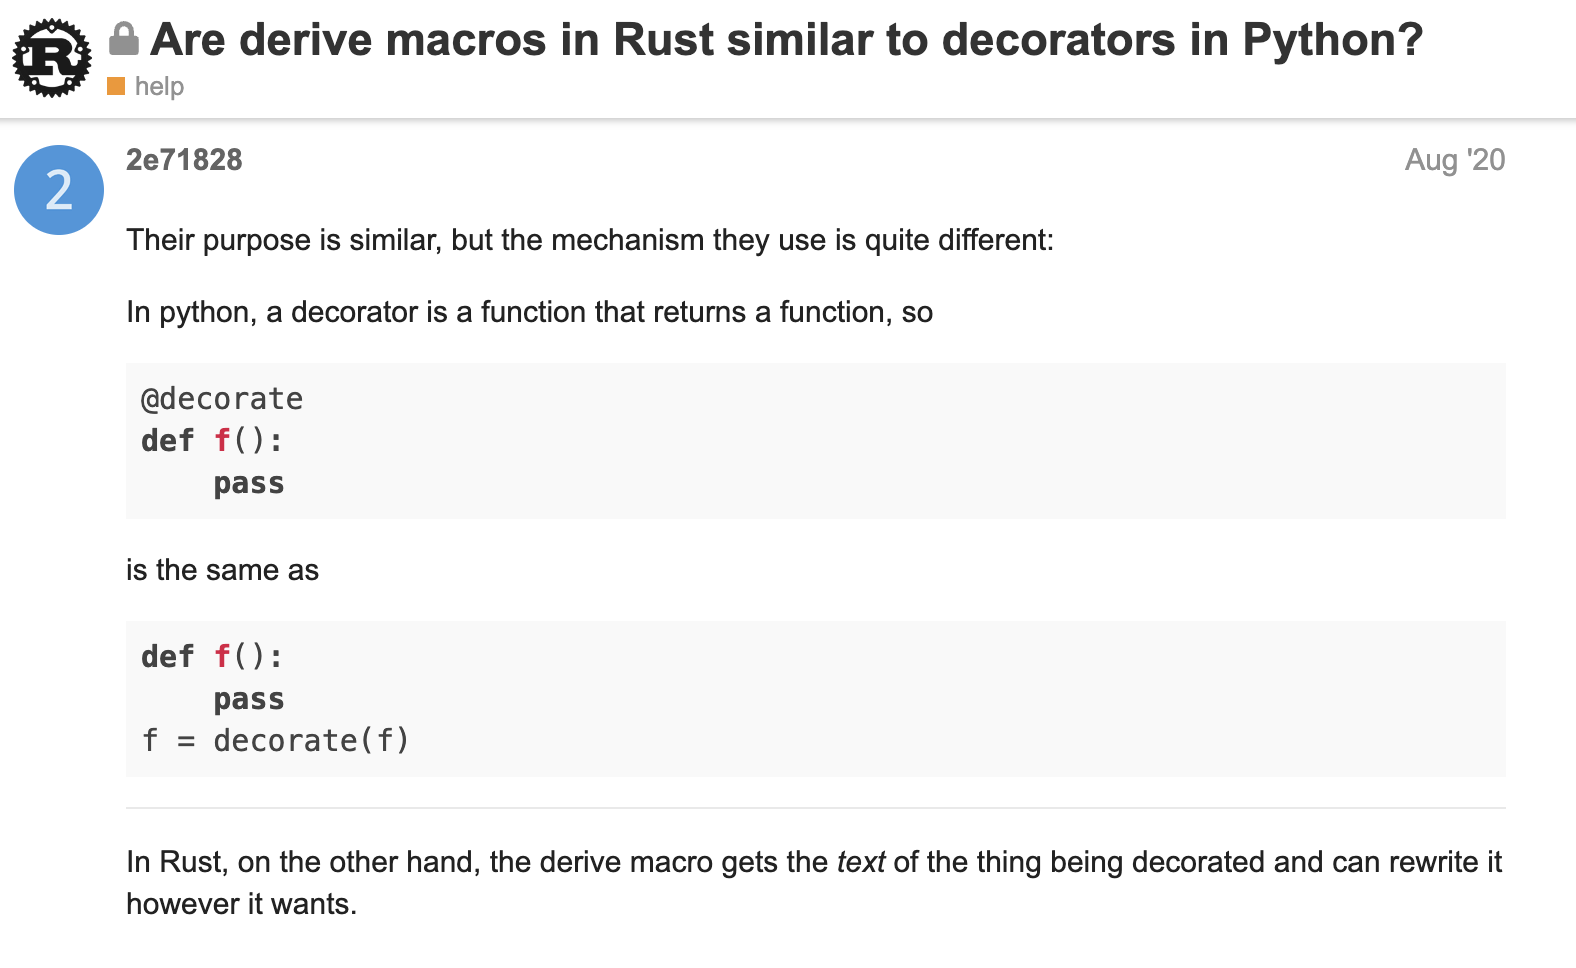 R
Are derive macros in Rust similar to decorators in Python?
help
2
2e71828
Aug '20
Their purpose is similar, but the mechanism they use is quite different:
In python, a decorator is a function that returns a function, so
@decorate
def f():
    pass
is the same as
def f():
    pass
f = decorate(f)
In Rust, on the other hand, the derive macro gets the text of the thing being decorated and can rewrite it
however it wants.